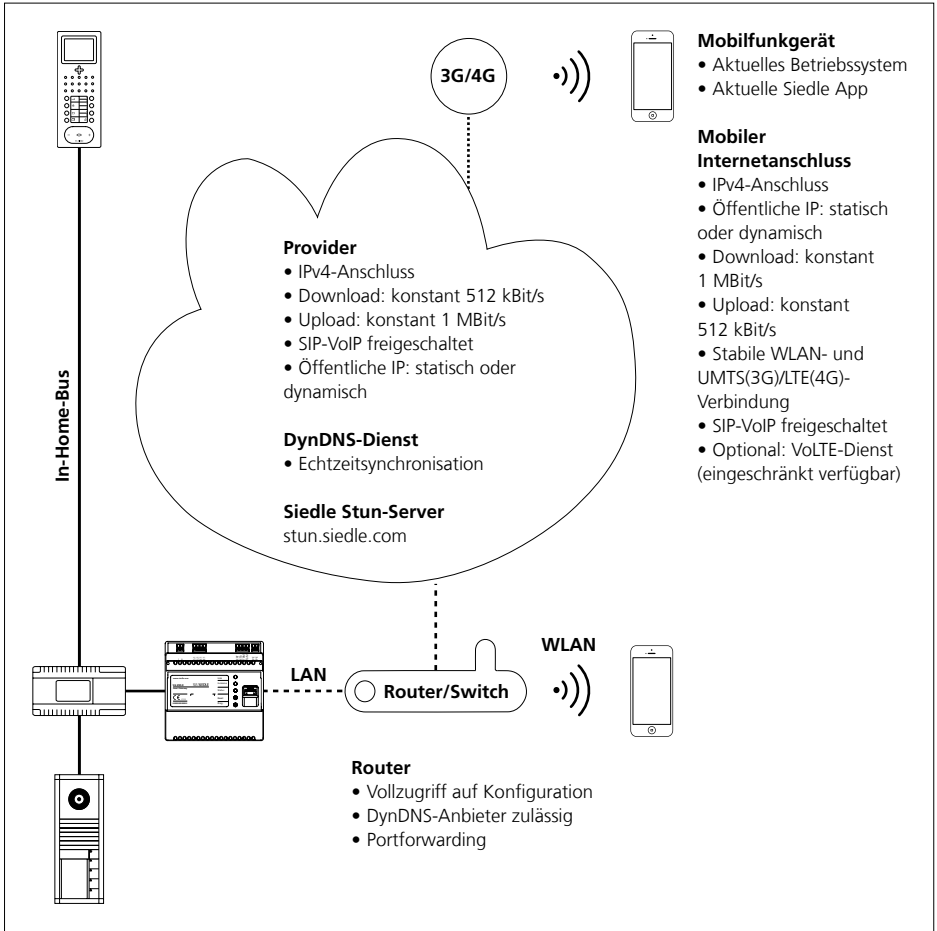 3G/4G
Mobilfunkgerät
• Aktuelles Betriebssystem
• Aktuelle Siedle App
Mobiler
Internetanschluss
• IPv4-Anschluss
• Öffentliche IP: statisch
oder dynamisch
• Download: konstant
1 MBit/s
• Upload: konstant
512 kBit/s
• Stabile WLAN- und
UMTS(3G)/LTE(4G)-
Verbindung
• SIP-VoIP freigeschaltet
• Optional: VoLTE-Dienst
(eingeschränkt verfügbar)
Provider
• IPv4-Anschluss
• Download: konstant 512 kBit/s
• Upload: konstant 1 MBit/s
• SIP-VoIP freigeschaltet
• Öffentliche IP: statisch oder
dynamisch
DynDNS-Dienst
• Echtzeitsynchronisation
Siedle Stun-Server
stun.siedle.com
In-Home-Bus
LAN
Router/Switch
WLAN
Router
• Vollzugriff auf Konfiguration
• DynDNS-Anbieter zulässig
• Portforwarding